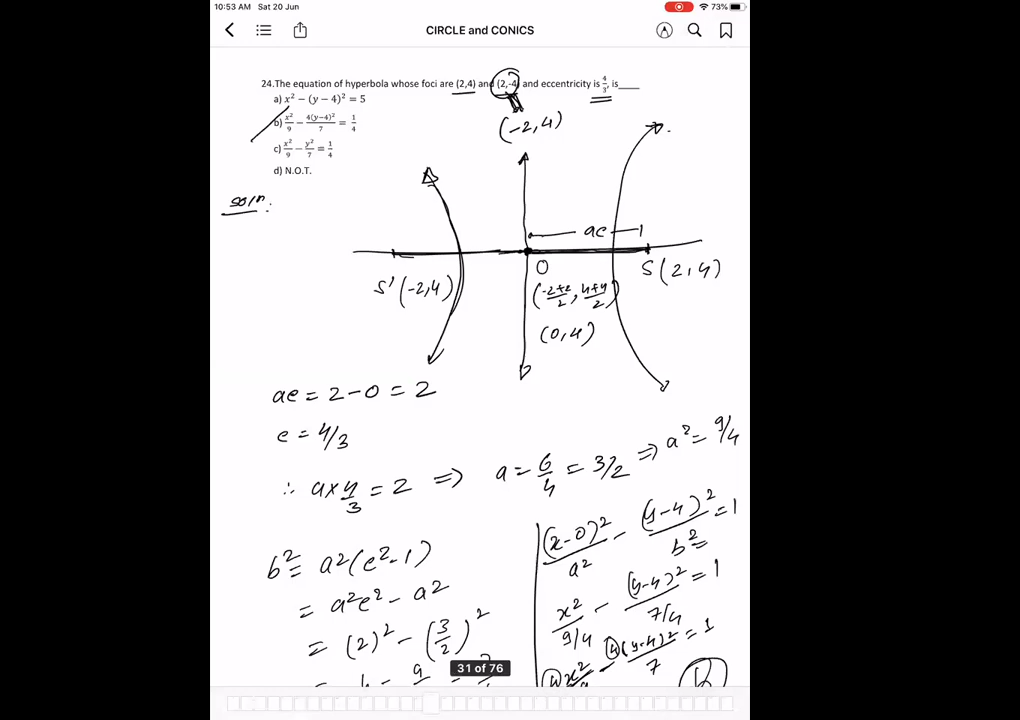 10:53 AM Sat 20 Jun
73%
CIRCLE and CONICS
24.The equation of hyperbola whose foci are (2,4) and (2,-4) and eccentricity is 4/3, is____
a) x² − (y − 4)² = 5
b) x²/9 − 4(y−4)²/7 = 1/4
c) x²/9 − y²/7 = 1/4
d) N.O.T.
(-2,4)
soln:
ae
O
S'(-2,4)
S(2,4)
(-2+2/2, 4+4/2)
(0,4)
ae = 2-0 = 2
e = 4/3
∴ a×4/3 = 2 ⇒ a = 6/4 = 3/2 ⇒ a² = 9/4
b² = a²(e²-1)
= a²e² - a²
= (2)² - (3/2)²
(x-0)²/a² - (y-4)²/b² = 1
x²/9/4 - (y-4)²/7/4 = 1
4x² - 4(y-4)²/7 = 1
31 of 76